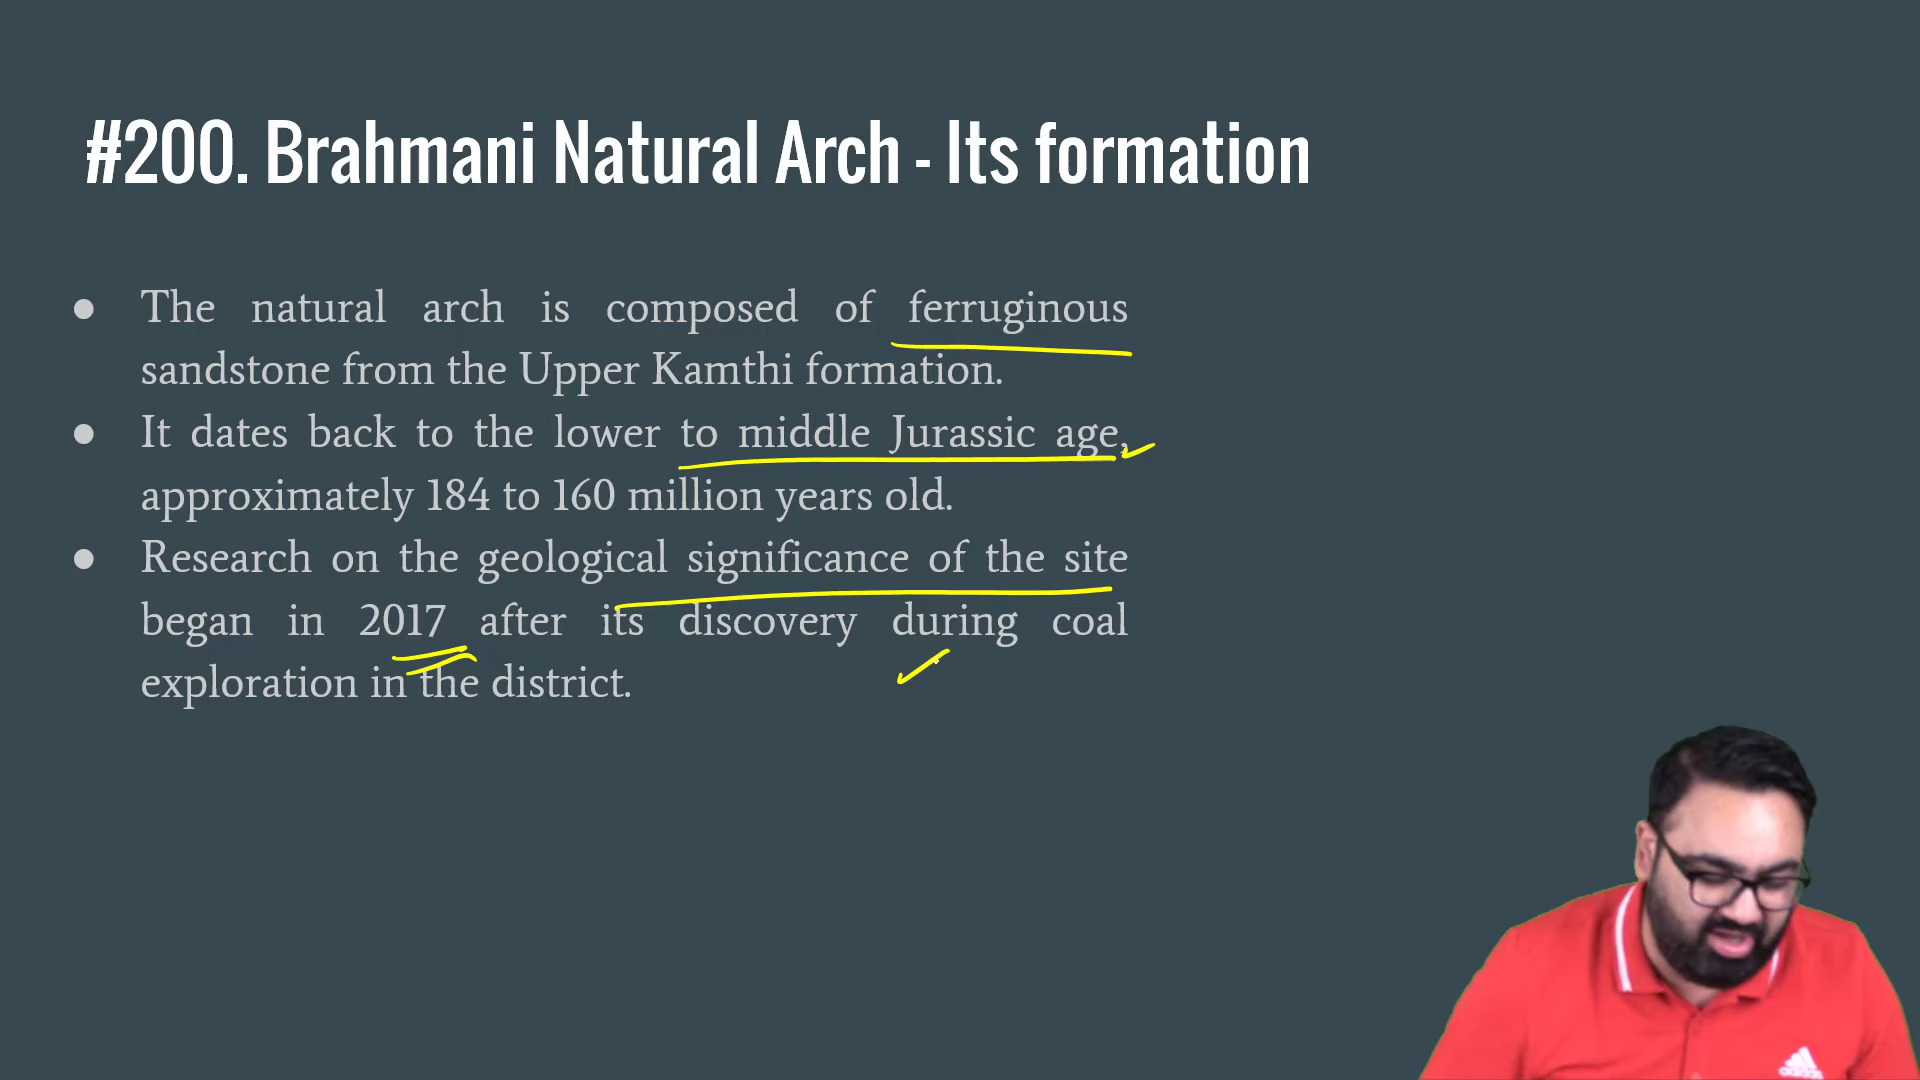 #200. Brahmani Natural Arch - Its formation
● The natural arch is composed of ferruginous
sandstone from the Upper Kamthi formation.
● It dates back to the lower to middle Jurassic age,
approximately 184 to 160 million years old.
● Research on the geological significance of the site
began in 2017 after its discovery during coal
exploration in the district.
adidas